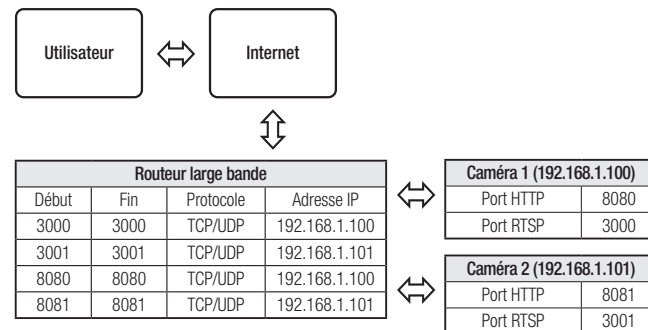 Utilisateur
Internet
Routeur large bande
Début Fin Protocole Adresse IP
3000 3000 TCP/UDP 192.168.1.100
3001 3001 TCP/UDP 192.168.1.101
8080 8080 TCP/UDP 192.168.1.100
8081 8081 TCP/UDP 192.168.1.101
Caméra 1 (192.168.1.100)
Port HTTP 8080
Port RTSP 3000
Caméra 2 (192.168.1.101)
Port HTTP 8081
Port RTSP 3001